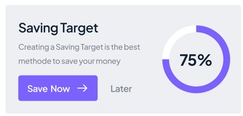 Saving Target
Creating a Saving Target is the best
methode to save your money
75%
Save Now →
Later